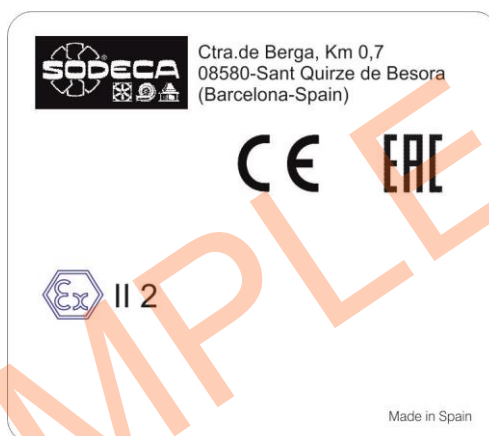 SODECA
Ctra.de Berga, Km 0,7
08580-Sant Quirze de Besora
(Barcelona-Spain)
CE EAC
Ex II 2
MPLE
Made in Spain